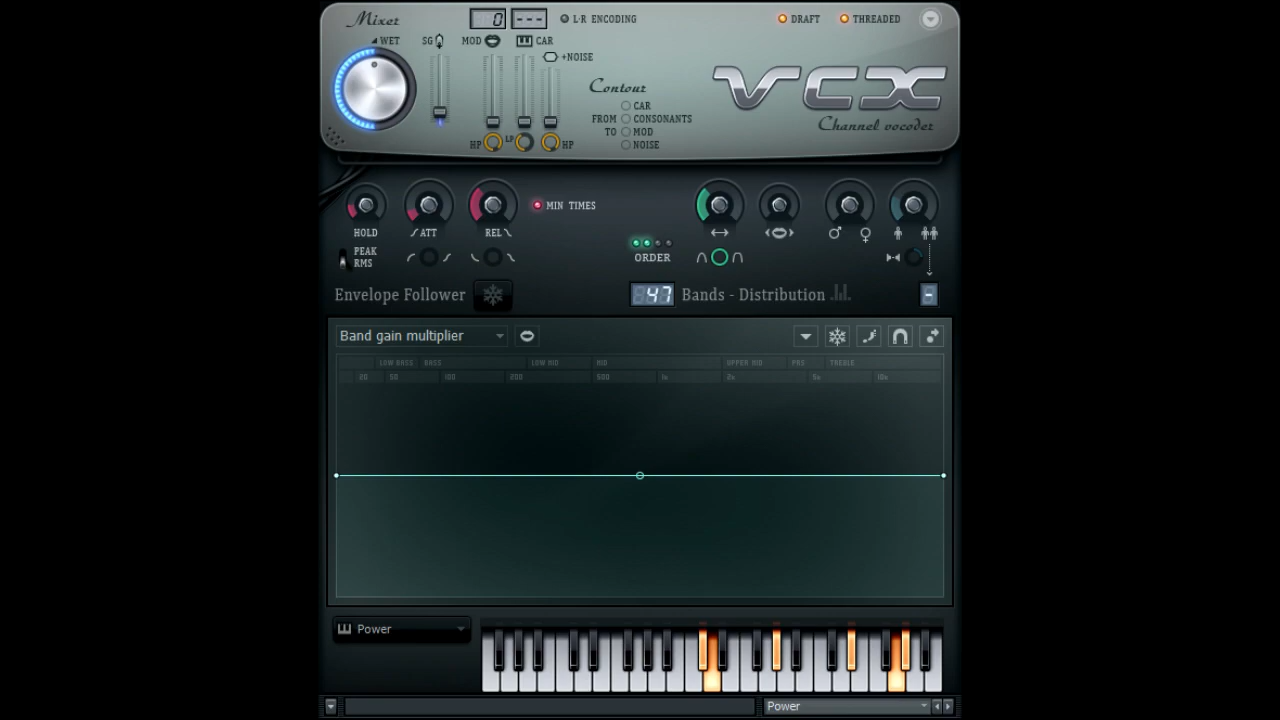 Mixer
0 ---
L-R ENCODING
DRAFT
THREADED
WET
SG
MOD
CAR
+NOISE
Contour
CAR
FROM CONSONANTS
TO MOD
NOISE
HP LP HP
VCX
Channel vocoder
HOLD
ATT
REL
MIN TIMES
PEAK
RMS
ORDER
Envelope Follower
47 Bands - Distribution -
Band gain multiplier
LOW BASS BASS LOW MID MID UPPER MID PRS TREBLE
20 50 100 200 500 1k 2k 5k 10k
Power
Power